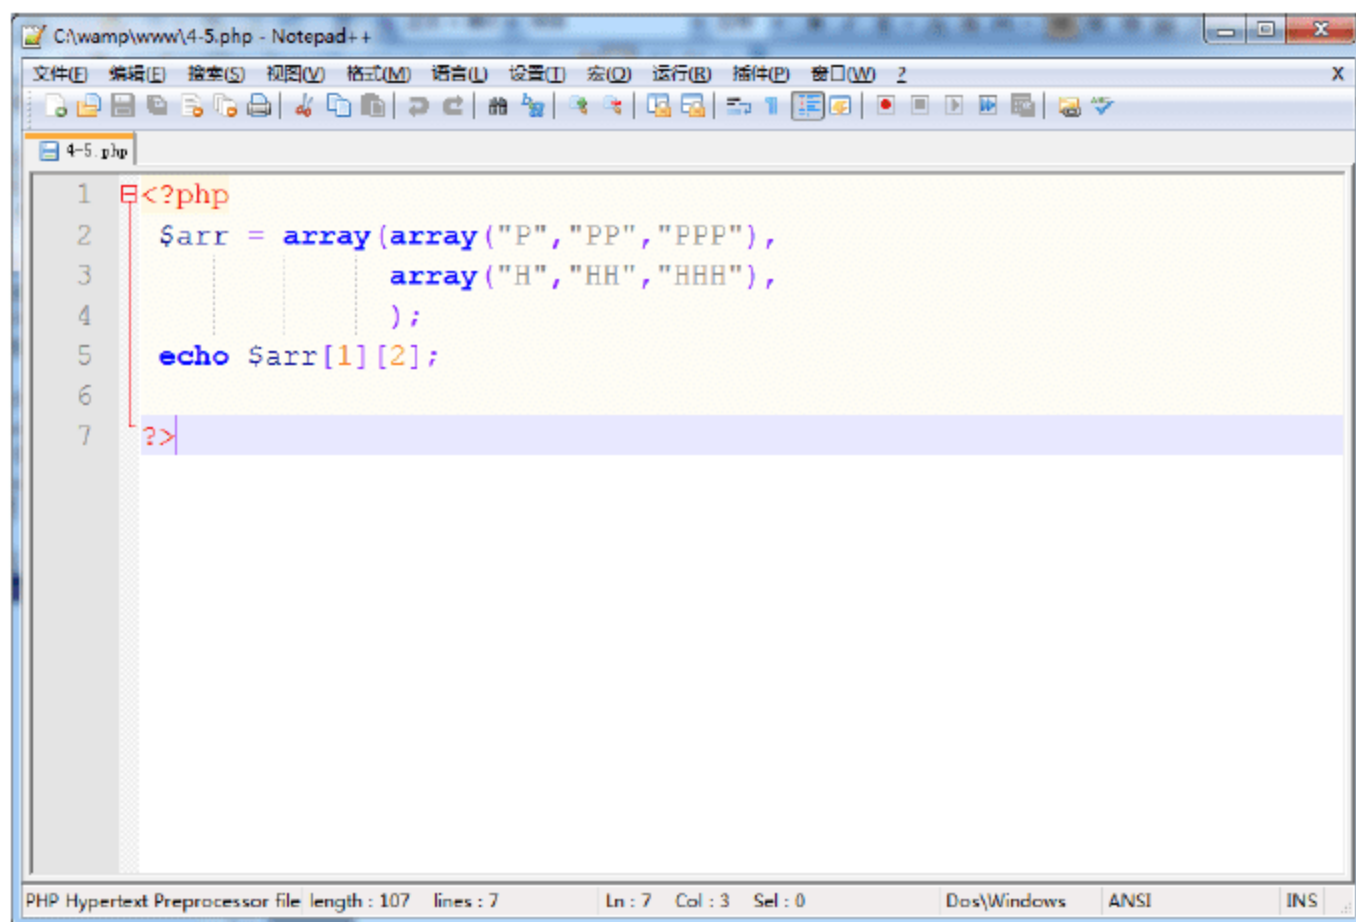 C:\wamp\www\4-5.php - Notepad++
文件(F) 编辑(E) 搜索(S) 视图(V) 格式(M) 语言(L) 设置(T) 宏(O) 运行(R) 插件(P) 窗口(W) ? X
4-5.php
1 <?php
2 $arr = array(array("P","PP","PPP"),
3 array("H","HH","HHH"),
4 );
5 echo $arr[1][2];
6
7 ?>
PHP Hypertext Preprocessor file length : 107 lines : 7 Ln : 7 Col : 3 Sel : 0 Dos\Windows ANSI INS